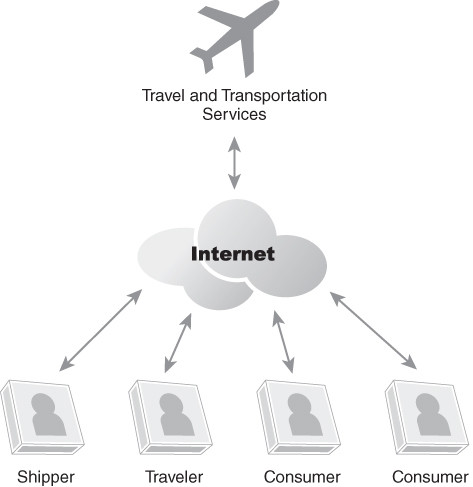 Travel and Transportation
Services
Internet
Shipper
Traveler
Consumer
Consumer